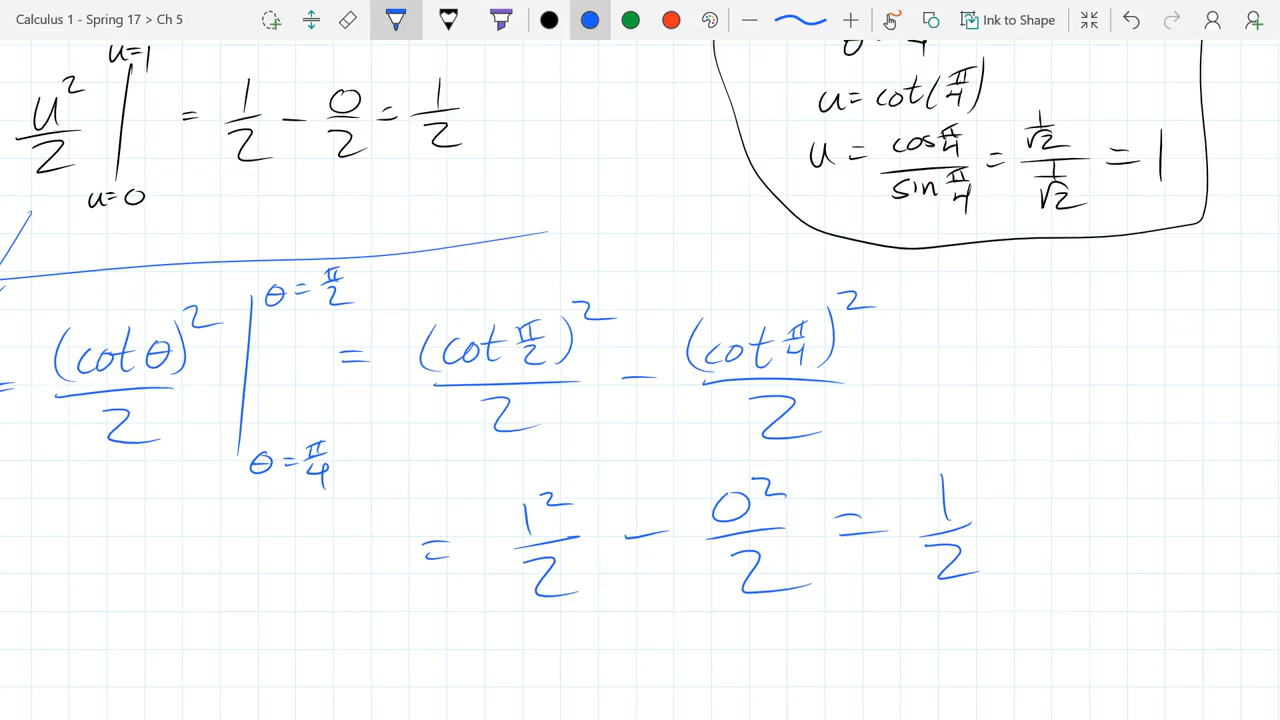 Calculus 1 - Spring 17 > Ch 5
Ink to Shape
u²/2 | u=1 u=0 = 1/2 - 0/2 = 1/2
u = cot(π/4)
u = cos π/4 / sin π/4 = 1/√2 / 1/√2 = 1
= (cot θ)²/2 | θ = π/2 θ = π/4 = (cot π/2)²/2 - (cot π/4)²/2
= 1²/2 - 0²/2 = 1/2